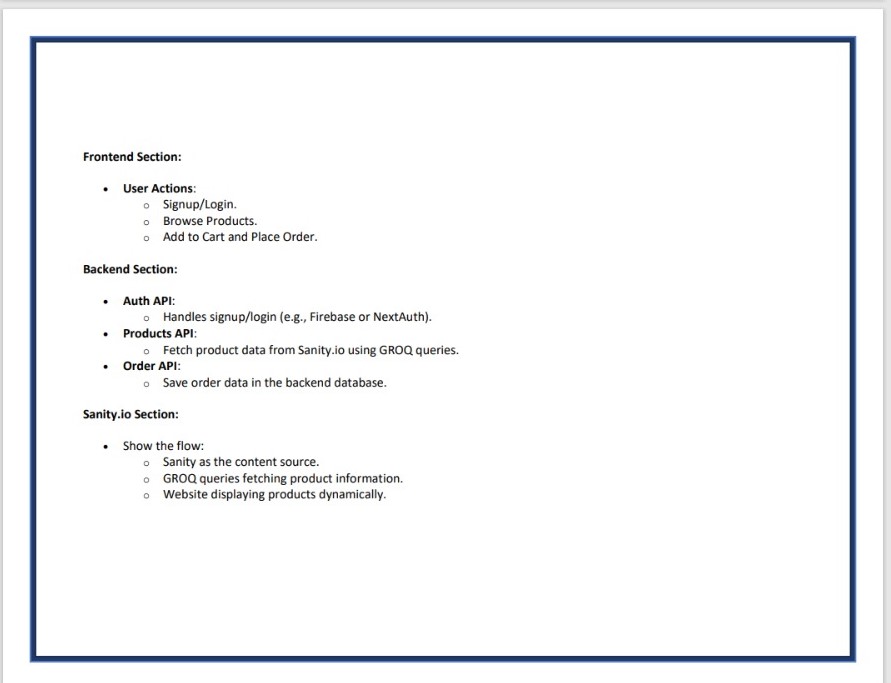 Frontend Section:
• User Actions:
o Signup/Login.
o Browse Products.
o Add to Cart and Place Order.
Backend Section:
• Auth API:
o Handles signup/login (e.g., Firebase or NextAuth).
• Products API:
o Fetch product data from Sanity.io using GROQ queries.
• Order API:
o Save order data in the backend database.
Sanity.io Section:
• Show the flow:
o Sanity as the content source.
o GROQ queries fetching product information.
o Website displaying products dynamically.